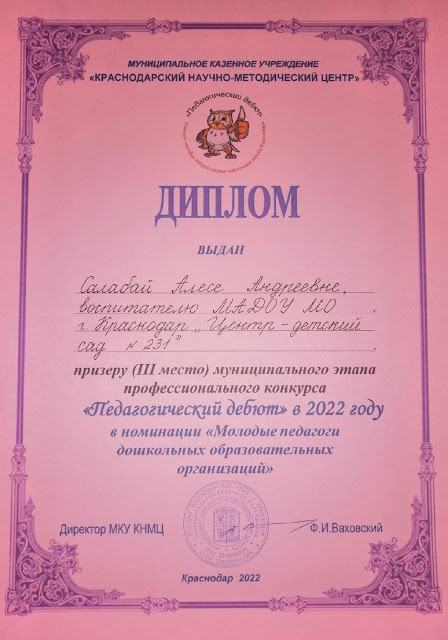 МУНИЦИПАЛЬНОЕ КАЗЕННОЕ УЧРЕЖДЕНИЕ
«КРАСНОДАРСКИЙ НАУЧНО-МЕТОДИЧЕСКИЙ ЦЕНТР»
«Педагогический дебют»
ДИПЛОМ
ВЫДАН
Салабай Алесе Андреевне,
воспитателю МАДОУ МО
г. Краснодар „Центр - детский
сад № 231"
призеру (III место) муниципального этапа
профессионального конкурса
«Педагогический дебют» в 2022 году
в номинации «Молодые педагоги
дошкольных образовательных
организаций»
Директор МКУ КНМЦ
Ф.И.Ваховский
Краснодар 2022